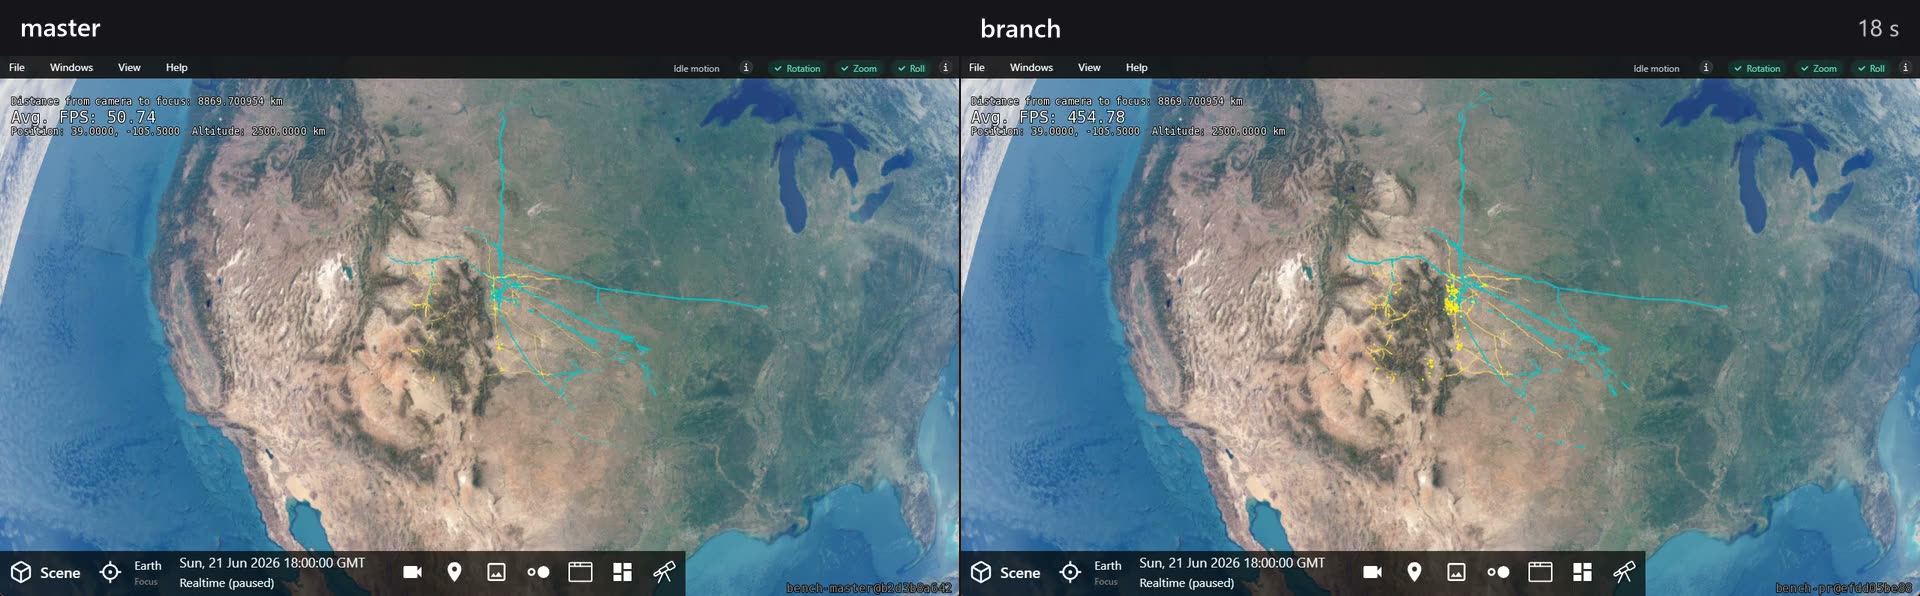 master
File Windows View Help Idle motion i Rotation Zoom Roll i
Distance from camera to focus: 8869.700954 km
Avg. FPS: 50.74
Position: 39.0000, -105.5000 Altitude: 2500.0000 km
Scene Earth Focus Sun, 21 Jun 2026 18:00:00 GMT
Realtime (paused)
bench-master@b2d3b8a642
branch 18 s
File Windows View Help Idle motion i Rotation Zoom Roll i
Distance from camera to focus: 8869.700954 km
Avg. FPS: 454.78
Position: 39.0000, -105.5000 Altitude: 2500.0000 km
Scene Earth Focus Sun, 21 Jun 2026 18:00:00 GMT
Realtime (paused)